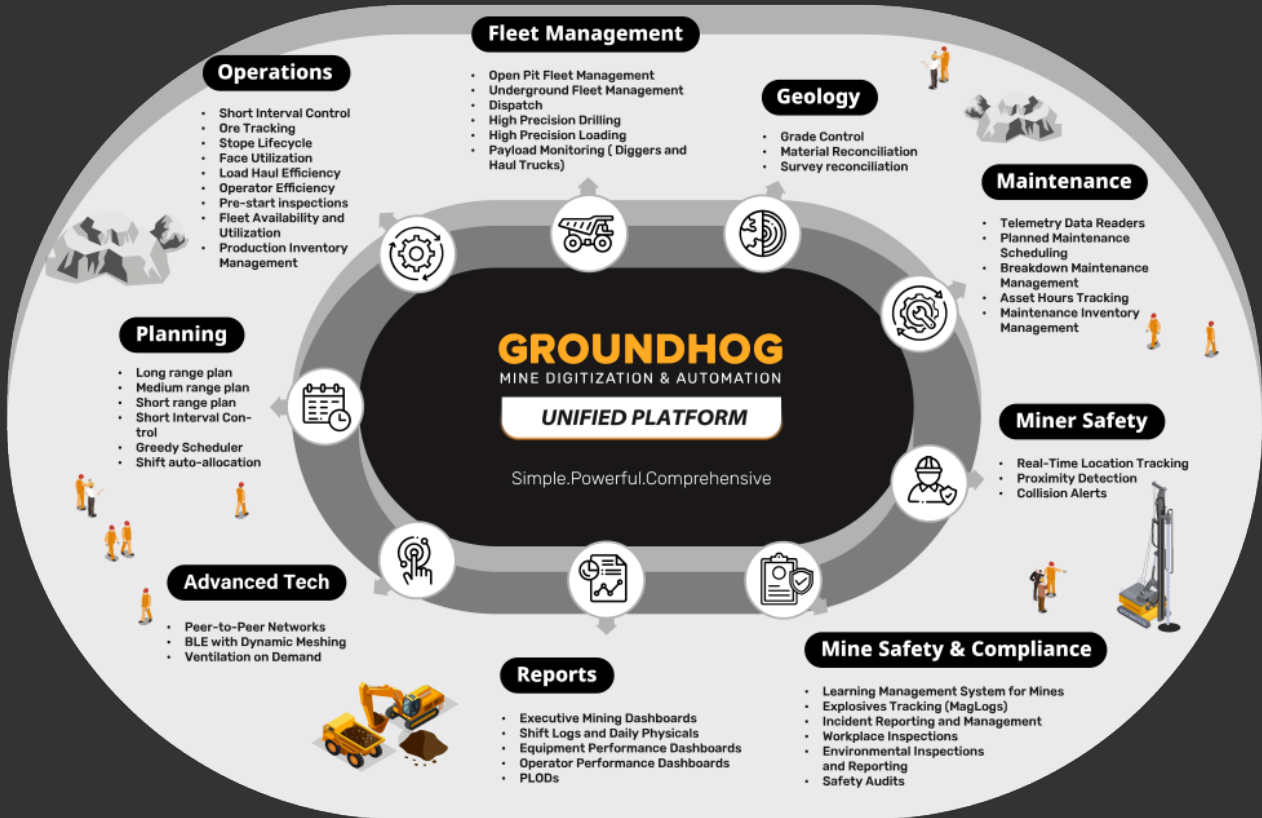 Fleet Management
• Open Pit Fleet Management
• Underground Fleet Management
• Dispatch
• High Precision Drilling
• High Precision Loading
• Payload Monitoring ( Diggers and
Haul Trucks)
Operations
• Short Interval Control
• Ore Tracking
• Stope Lifecycle
• Face Utilization
• Load Haul Efficiency
• Operator Efficiency
• Pre-start inspections
• Fleet Availability and
Utilization
• Production Inventory
Management
Geology
• Grade Control
• Material Reconciliation
• Survey reconciliation
Maintenance
• Telemetry Data Readers
• Planned Maintenance
Scheduling
• Breakdown Maintenance
Management
• Asset Hours Tracking
• Maintenance Inventory
Management
Planning
• Long range plan
• Medium range plan
• Short range plan
• Short Interval Con-
trol
• Greedy Scheduler
• Shift auto-allocation
GROUNDHOG
MINE DIGITIZATION & AUTOMATION
UNIFIED PLATFORM
Simple.Powerful.Comprehensive
Miner Safety
• Real-Time Location Tracking
• Proximity Detection
• Collision Alerts
Advanced Tech
• Peer-to-Peer Networks
• BLE with Dynamic Meshing
• Ventilation on Demand
Reports
• Executive Mining Dashboards
• Shift Logs and Daily Physicals
• Equipment Performance Dashboards
• Operator Performance Dashboards
• PLODs
Mine Safety & Compliance
• Learning Management System for Mines
• Explosives Tracking (MagLogs)
• Incident Reporting and Management
• Workplace Inspections
• Environmental Inspections
and Reporting
• Safety Audits